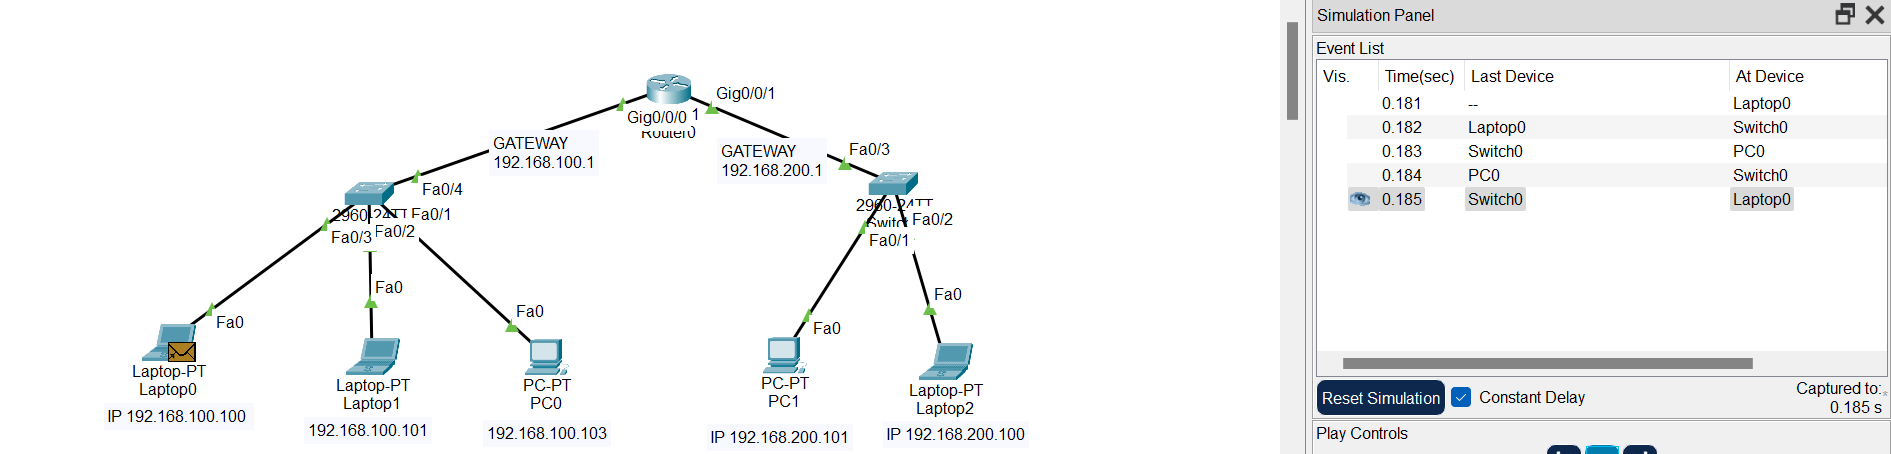 Gig0/0/1
Gig0/0/0 1
Router0
GATEWAY
192.168.100.1
GATEWAY
192.168.200.1
Fa0/3
Fa0/4
2960-24TT
Fa0/1
Fa0/3
Fa0/2
2960-24TT
Fa0/2
Fa0/1
Fa0
Fa0
Fa0
Fa0
Fa0
Laptop-PT
Laptop0
IP 192.168.100.100
Laptop-PT
Laptop1
192.168.100.101
PC-PT
PC0
192.168.100.103
PC-PT
PC1
IP 192.168.200.101
Laptop-PT
Laptop2
IP 192.168.200.100
Simulation Panel
Event List
Vis. Time(sec) Last Device At Device
0.181 -- Laptop0
0.182 Laptop0 Switch0
0.183 Switch0 PC0
0.184 PC0 Switch0
0.185 Switch0 Laptop0
Reset Simulation
Constant Delay
Captured to:*
0.185 s
Play Controls